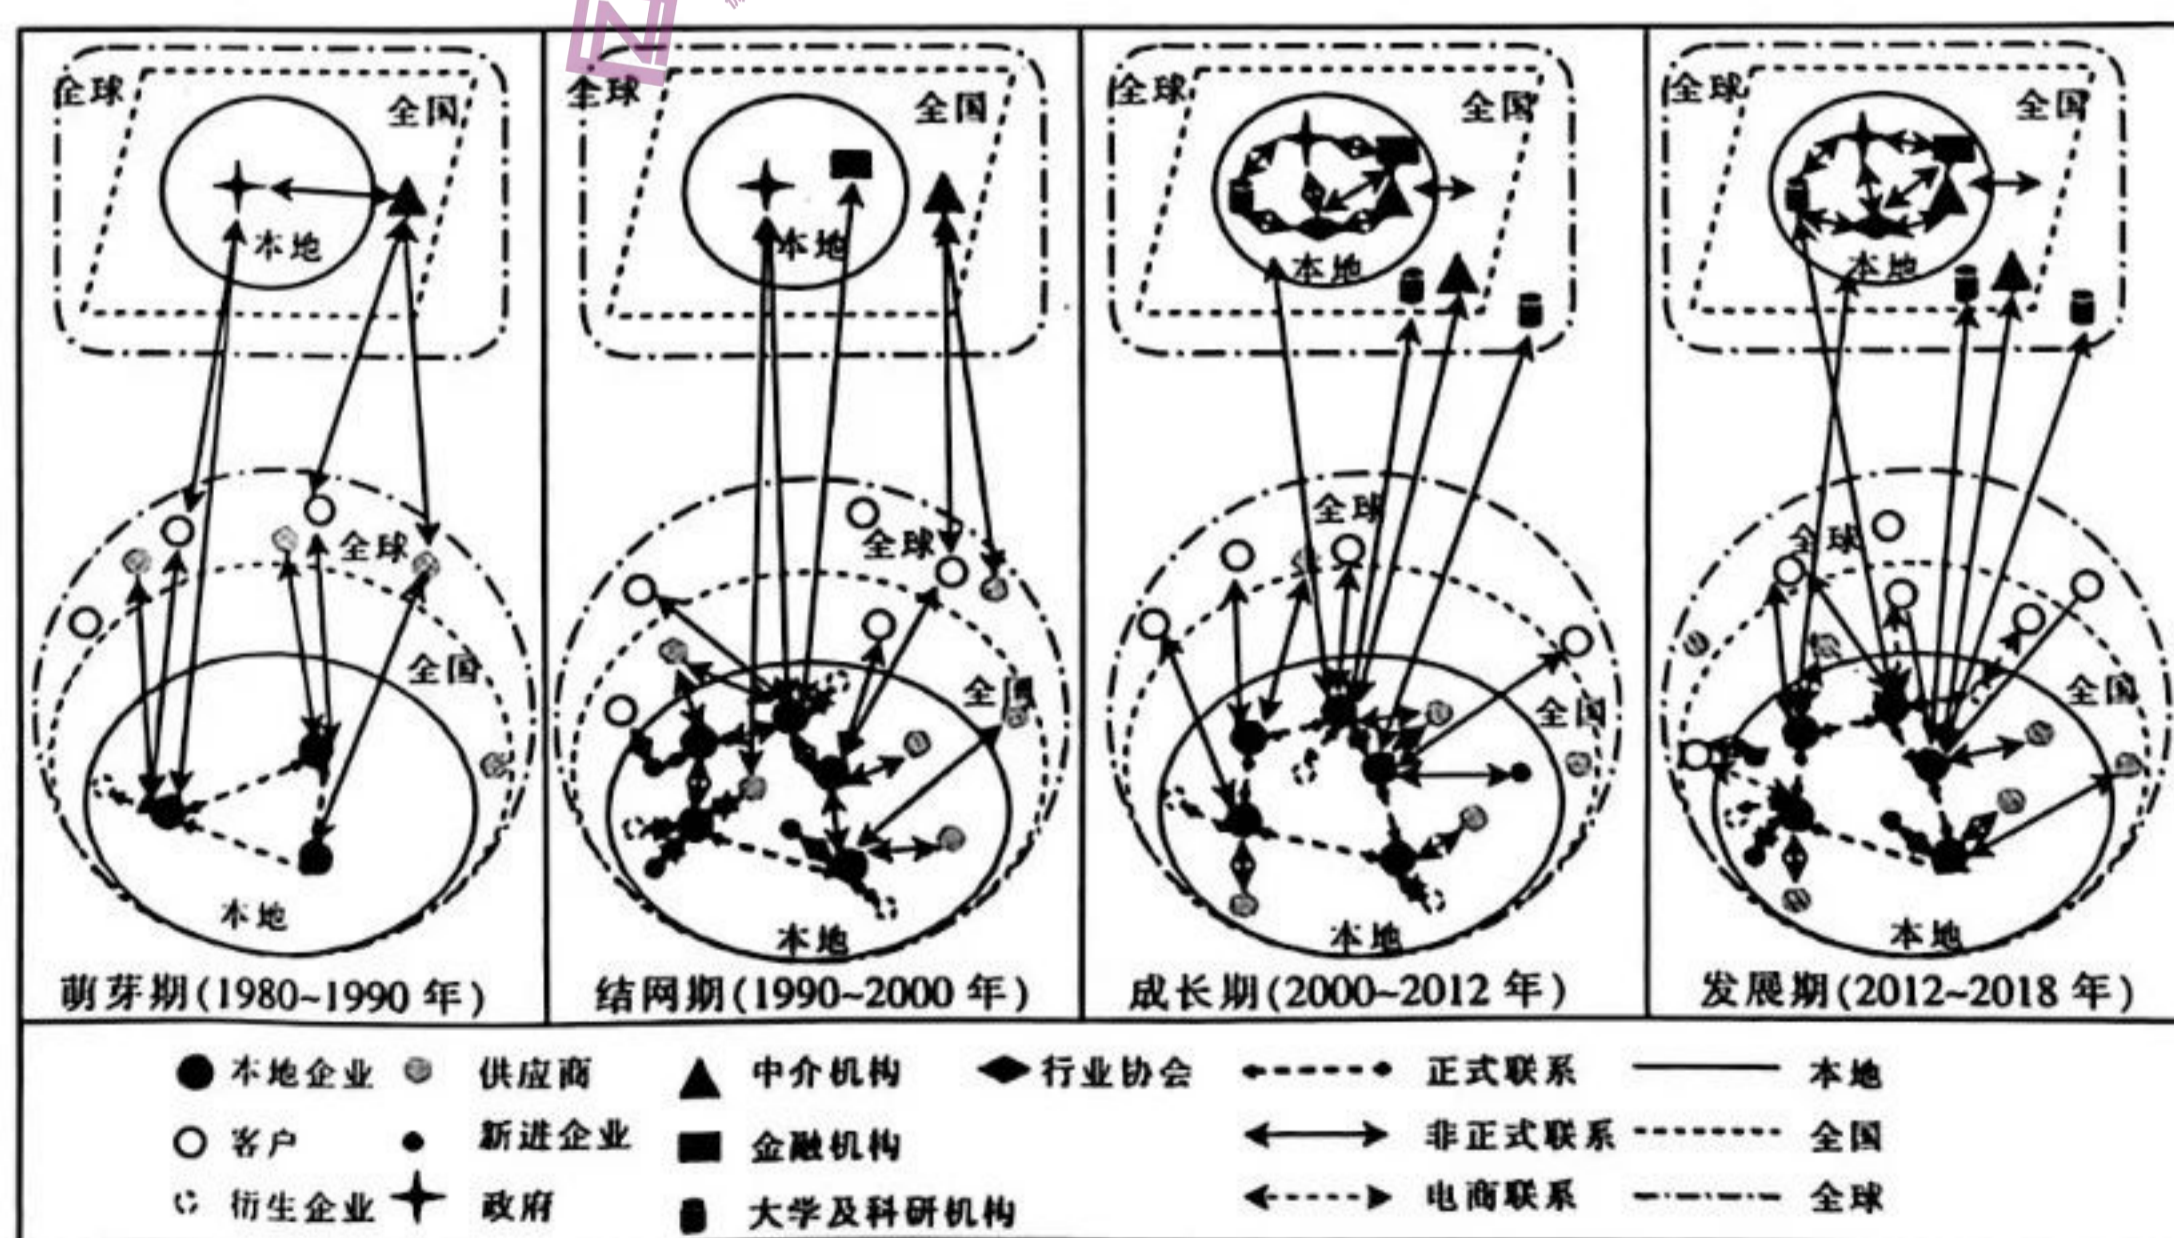 全球
全国
本地
全球
全国
本地
萌芽期(1980~1990年)
全球
全国
本地
全球
全国
本地
结网期(1990~2000年)
全球
全国
本地
全球
全国
本地
成长期(2000~2012年)
全球
全国
本地
全球
全国
本地
发展期(2012~2018年)
本地企业 供应商 中介机构 行业协会 正式联系 本地
客户 新进企业 金融机构 非正式联系 全国
衍生企业 政府 大学及科研机构 电商联系 全球